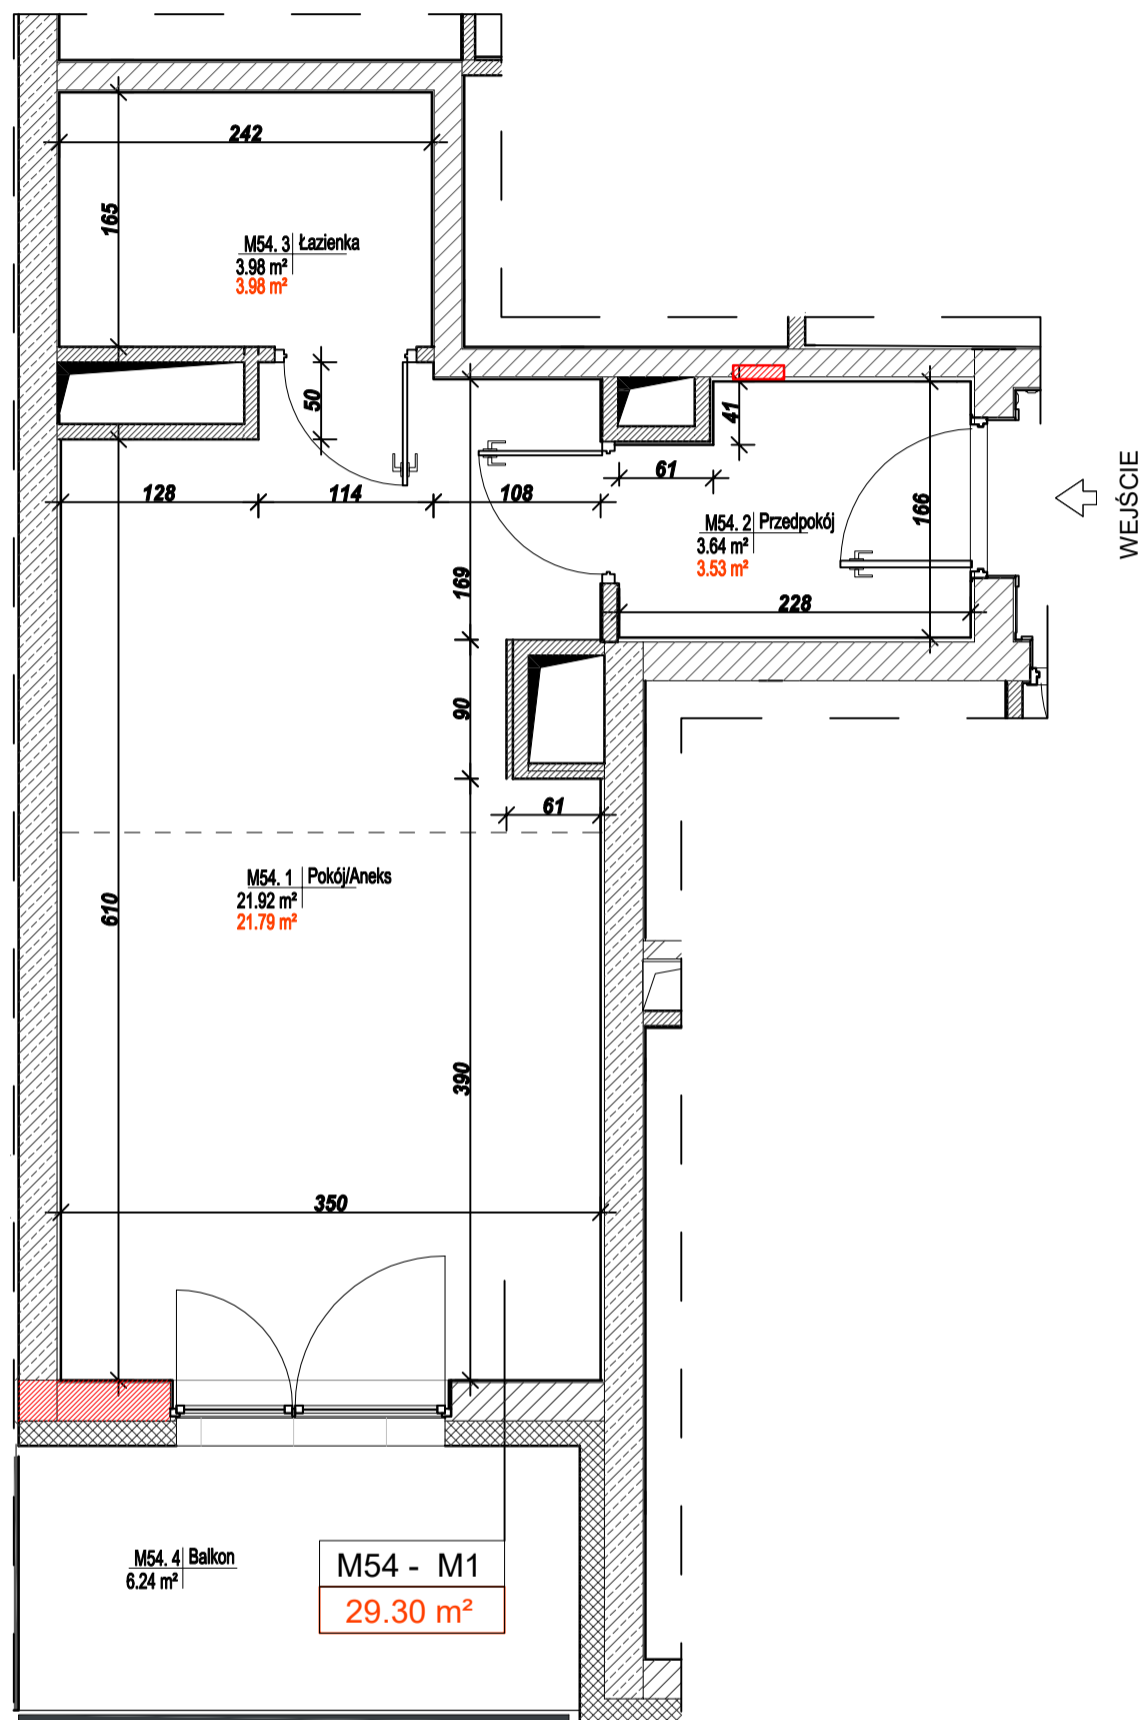 242
165
M54. 3 Łazienka
3.98 m²
3.98 m²
50
41
61
128
114
108
166
M54. 2 Przedpokój
3.64 m²
3.53 m²
WEJŚCIE
169
228
90
61
M54. 1 Pokój/Aneks
21.92 m²
21.79 m²
610
390
350
M54. 4 Balkon
6.24 m²
M54 - M1
29.30 m²